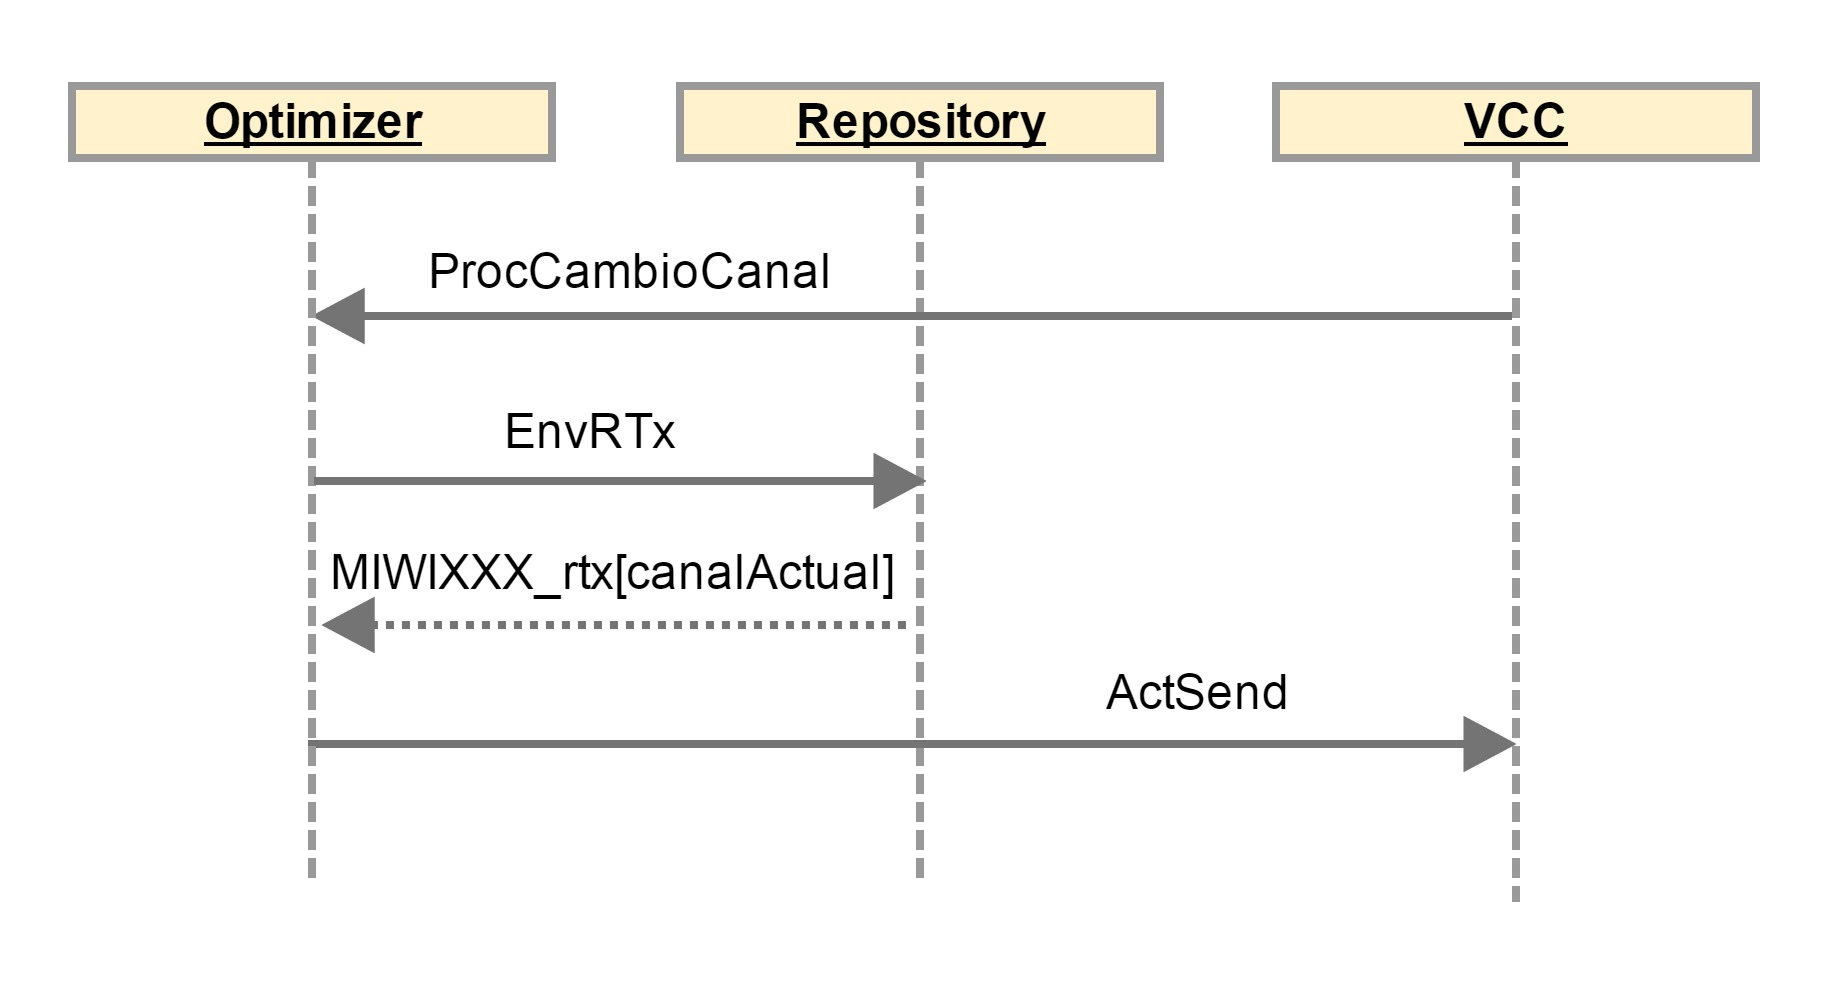 Optimizer
Repository
VCC
ProcCambioCanal
EnvRTx
MIWIXXX_rtx[canalActual]
ActSend